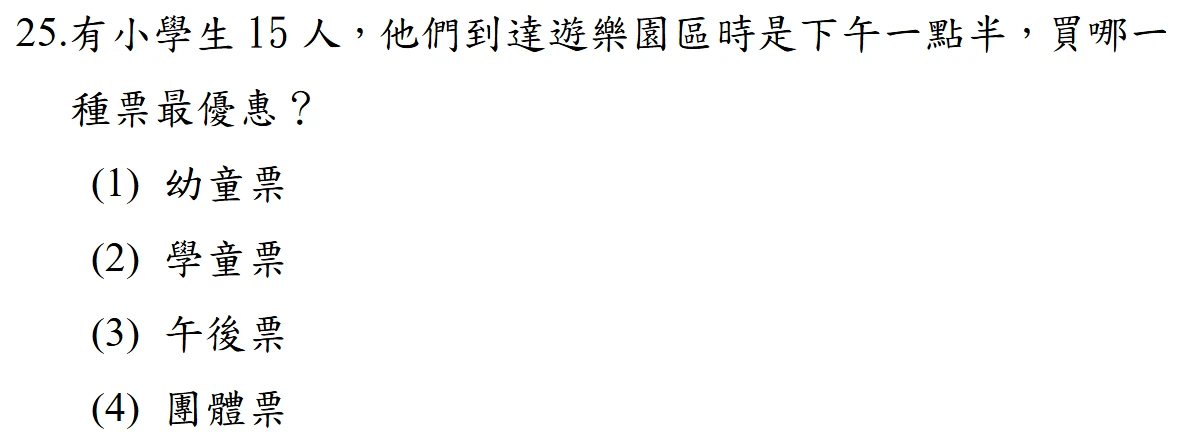 25.有小學生 15 人，他們到達遊樂園區時是下午一點半，買哪一
種票最優惠？
(1) 幼童票
(2) 學童票
(3) 午後票
(4) 團體票